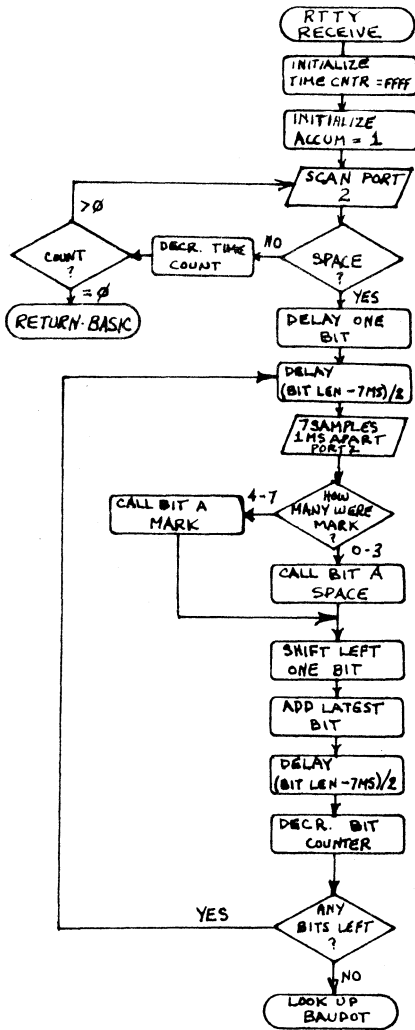 RTTY
RECEIVE
INITIALIZE
TIME CNTR = FFFF
INITIALIZE
ACCUM = 1
SCAN PORT
2
>Ø
COUNT
?
DECR. TIME
COUNT
NO
SPACE
?
= Ø
YES
RETURN-BASIC
DELAY ONE
BIT
DELAY
(BIT LEN - 7MS)/2
7 SAMPLES
1MS APART
PORT 2
4-7
HOW
MANY WERE
MARK
?
CALL BIT A
MARK
0-3
CALL BIT A
SPACE
SHIFT LEFT
ONE BIT
ADD LATEST
BIT
DELAY
(BIT LEN - 7MS)/2
DECR. BIT
COUNTER
YES
ANY
BITS LEFT
?
NO
LOOK UP
BAUDOT